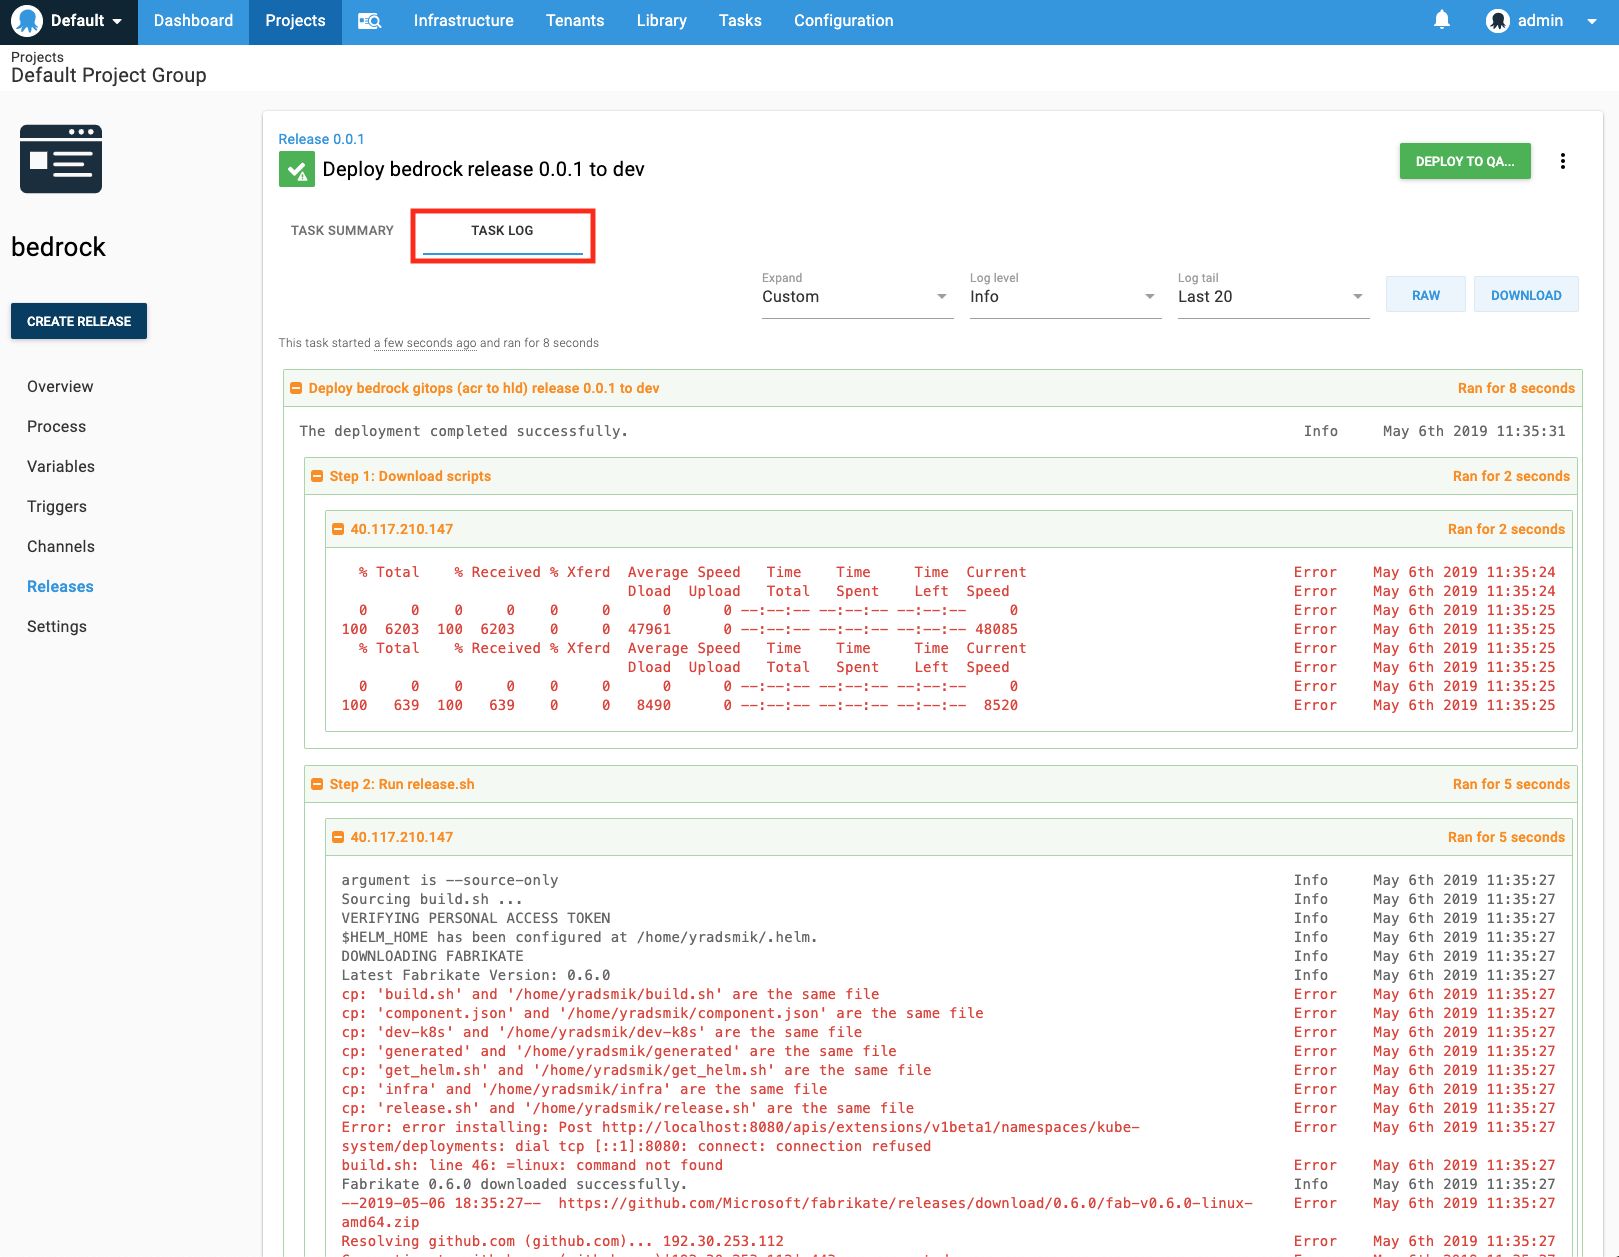 Default Dashboard Projects Infrastructure Tenants Library Tasks Configuration admin
Projects
Default Project Group
bedrock
CREATE RELEASE
Overview
Process
Variables
Triggers
Channels
Releases
Settings
Release 0.0.1
Deploy bedrock release 0.0.1 to dev
DEPLOY TO QA...
TASK SUMMARY TASK LOG
Expand Log level Log tail
Custom Info Last 20 RAW DOWNLOAD
This task started a few seconds ago and ran for 8 seconds
Deploy bedrock gitops (acr to hld) release 0.0.1 to dev Ran for 8 seconds
The deployment completed successfully. Info May 6th 2019 11:35:31
Step 1: Download scripts Ran for 2 seconds
40.117.210.147 Ran for 2 seconds
% Total % Received % Xferd Average Speed Time Time Time Current Error May 6th 2019 11:35:24
Dload Upload Total Spent Left Speed Error May 6th 2019 11:35:24
0 0 0 0 0 0 0 0 --:--:-- --:--:-- --:--:-- 0 Error May 6th 2019 11:35:25
100 6203 100 6203 0 0 47961 0 --:--:-- --:--:-- --:--:-- 48085 Error May 6th 2019 11:35:25
% Total % Received % Xferd Average Speed Time Time Time Current Error May 6th 2019 11:35:25
Dload Upload Total Spent Left Speed Error May 6th 2019 11:35:25
0 0 0 0 0 0 0 0 --:--:-- --:--:-- --:--:-- 0 Error May 6th 2019 11:35:25
100 639 100 639 0 0 8490 0 --:--:-- --:--:-- --:--:-- 8520 Error May 6th 2019 11:35:25
Step 2: Run release.sh Ran for 5 seconds
40.117.210.147 Ran for 5 seconds
argument is --source-only Info May 6th 2019 11:35:27
Sourcing build.sh ... Info May 6th 2019 11:35:27
VERIFYING PERSONAL ACCESS TOKEN Info May 6th 2019 11:35:27
$HELM_HOME has been configured at /home/yradsmik/.helm. Info May 6th 2019 11:35:27
DOWNLOADING FABRIKATE Info May 6th 2019 11:35:27
Latest Fabrikate Version: 0.6.0 Info May 6th 2019 11:35:27
cp: 'build.sh' and '/home/yradsmik/build.sh' are the same file Error May 6th 2019 11:35:27
cp: 'component.json' and '/home/yradsmik/component.json' are the same file Error May 6th 2019 11:35:27
cp: 'dev-k8s' and '/home/yradsmik/dev-k8s' are the same file Error May 6th 2019 11:35:27
cp: 'generated' and '/home/yradsmik/generated' are the same file Error May 6th 2019 11:35:27
cp: 'get_helm.sh' and '/home/yradsmik/get_helm.sh' are the same file Error May 6th 2019 11:35:27
cp: 'infra' and '/home/yradsmik/infra' are the same file Error May 6th 2019 11:35:27
cp: 'release.sh' and '/home/yradsmik/release.sh' are the same file Error May 6th 2019 11:35:27
Error: error installing: Post http://localhost:8080/apis/extensions/v1beta1/namespaces/kube- Error May 6th 2019 11:35:27
system/deployments: dial tcp [::1]:8080: connect: connection refused
build.sh: line 46: =linux: command not found Error May 6th 2019 11:35:27
Fabrikate 0.6.0 downloaded successfully. Info May 6th 2019 11:35:27
--2019-05-06 18:35:27-- https://github.com/Microsoft/fabrikate/releases/download/0.6.0/fab-v0.6.0-linux- Error May 6th 2019 11:35:27
amd64.zip
Resolving github.com (github.com)... 192.30.253.112 Error May 6th 2019 11:35:27